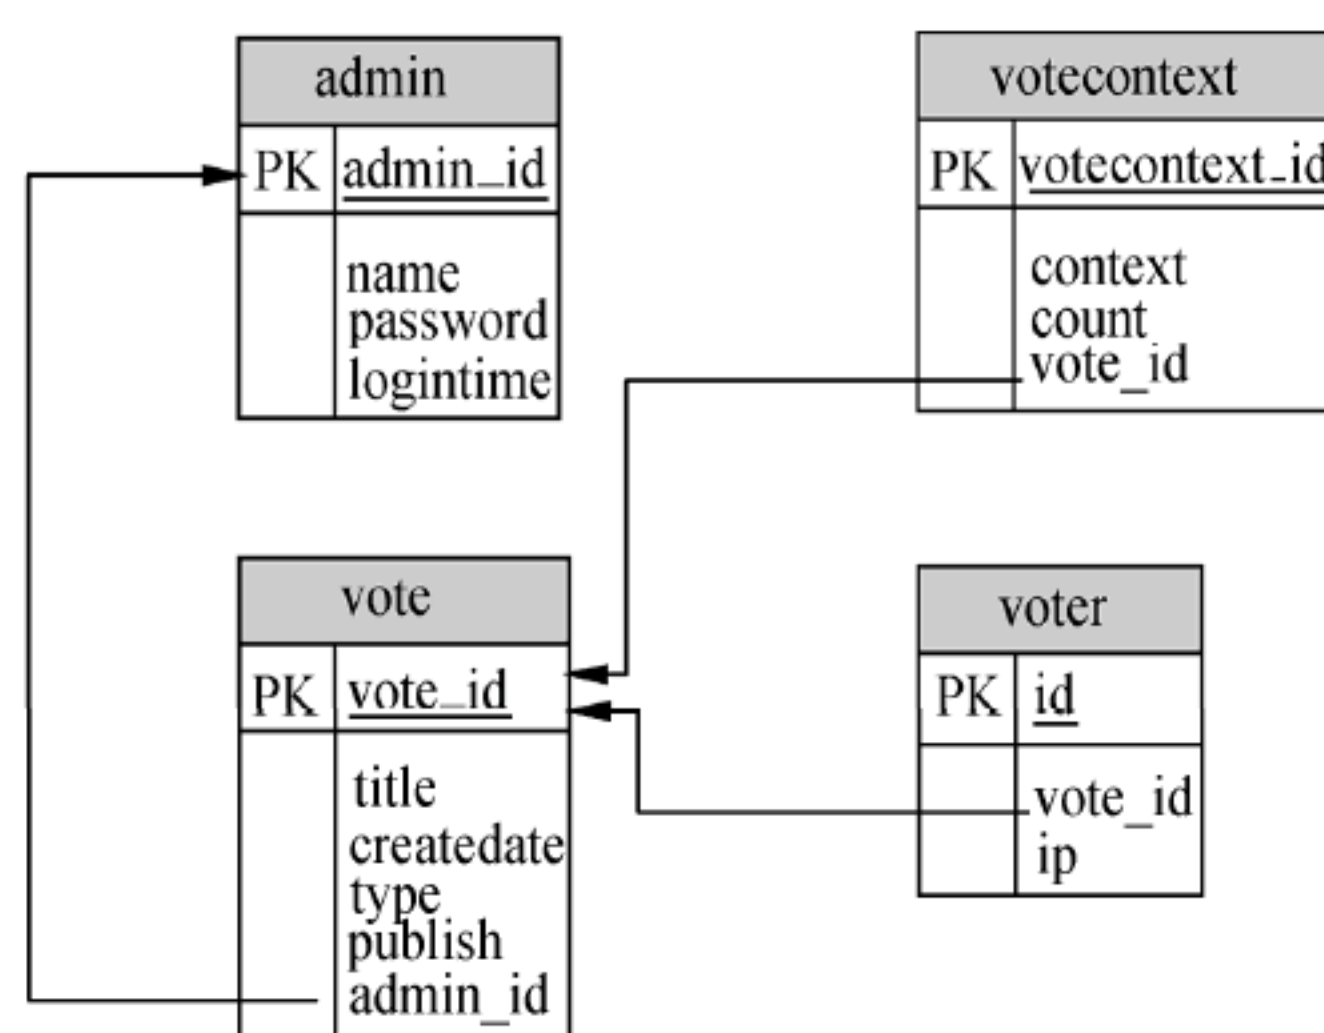 admin
PK admin_id
name
password
logintime
votecontext
PK votecontext_id
context
count
vote_id
vote
PK vote_id
title
createdate
type
publish
admin_id
voter
PK id
vote_id
ip